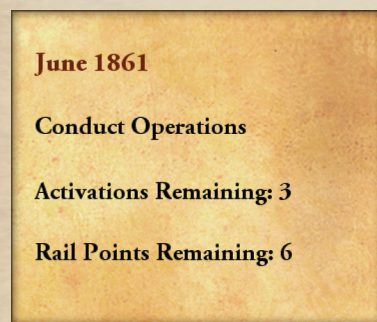 June 1861
Conduct Operations
Activations Remaining: 3
Rail Points Remaining: 6